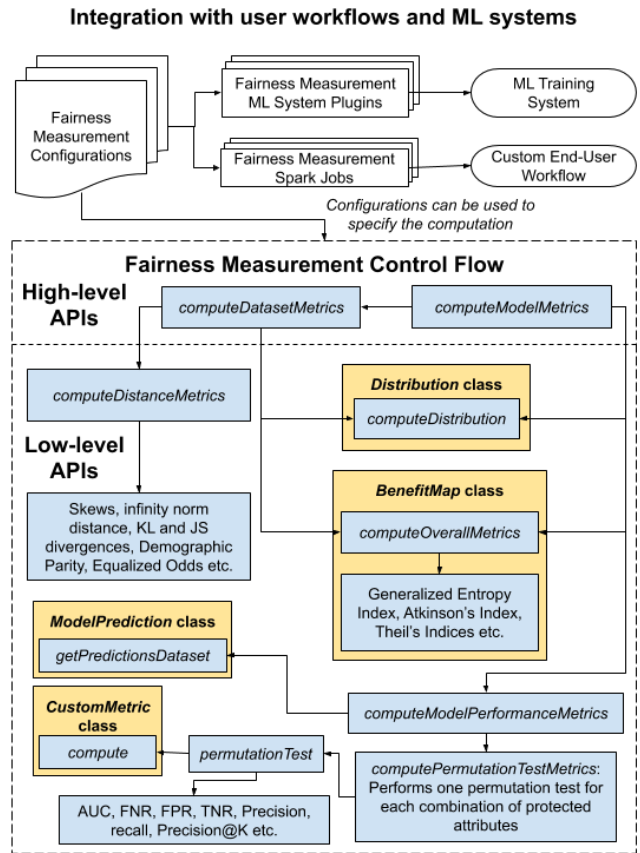 Integration with user workflows and ML systems
Fairness
Measurement
Configurations
Fairness Measurement
ML System Plugins
ML Training
System
Fairness Measurement
Spark Jobs
Custom End-User
Workflow
Configurations can be used to
specify the computation
Fairness Measurement Control Flow
High-level
APIs
computeDatasetMetrics
computeModelMetrics
computeDistanceMetrics
Distribution class
computeDistribution
Low-level
APIs
Skews, infinity norm
distance, KL and JS
divergences, Demographic
Parity, Equalized Odds etc.
BenefitMap class
computeOverallMetrics
Generalized Entropy
Index, Atkinson's Index,
Theil's Indices etc.
ModelPrediction class
getPredictionsDataset
CustomMetric
class
compute
permutationTest
computeModelPerformanceMetrics
computePermutationTestMetrics:
Performs one permutation test for
each combination of protected
attributes
AUC, FNR, FPR, TNR, Precision,
recall, Precision@K etc.